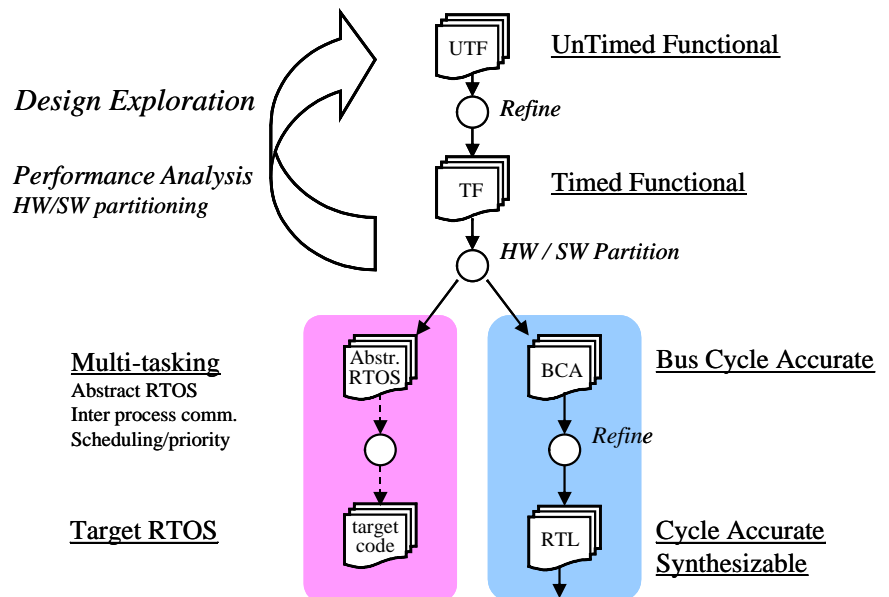 UTF
UnTimed Functional
Design Exploration
Refine
Performance Analysis
HW/SW partitioning
TF
Timed Functional
HW / SW Partition
Multi-tasking
Abstract RTOS
Inter process comm.
Scheduling/priority
Abstr.
RTOS
BCA
Bus Cycle Accurate
Refine
Target RTOS
target
code
RTL
Cycle Accurate
Synthesizable